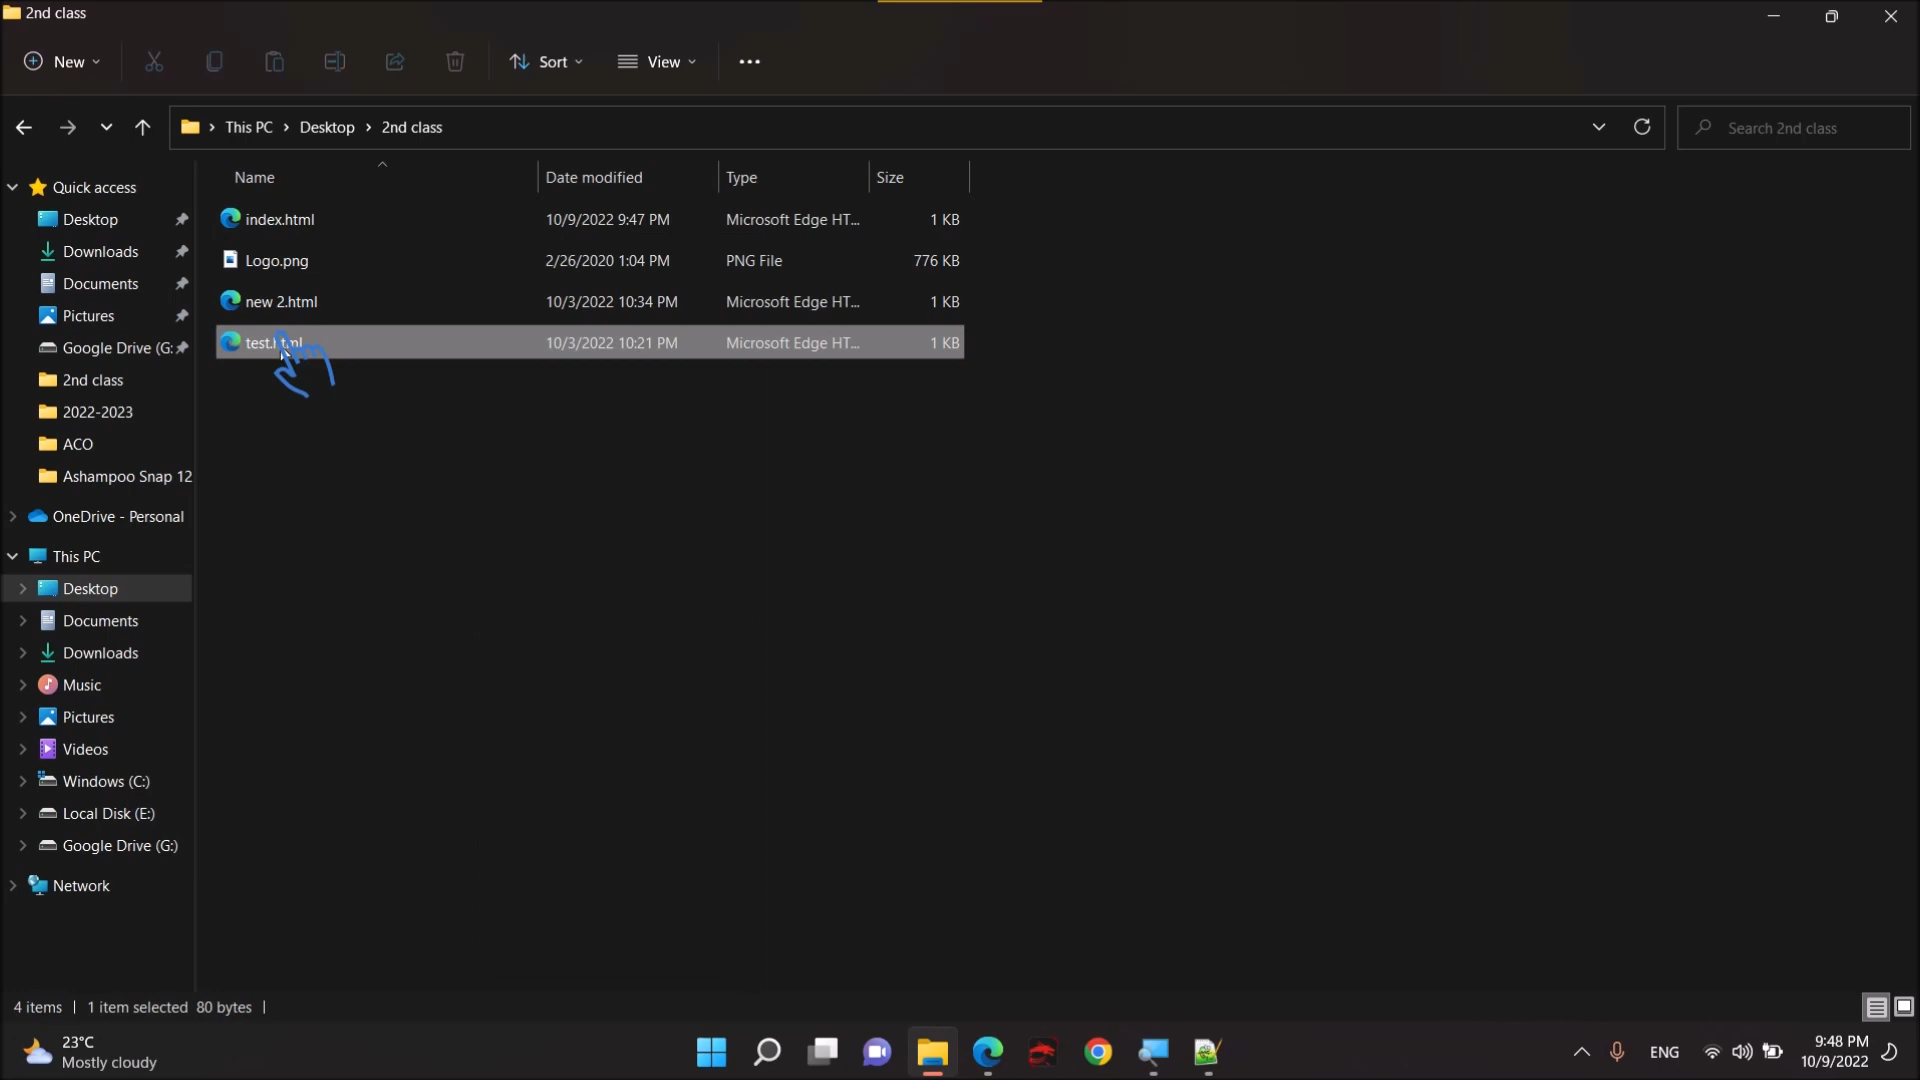 2nd class
New
Sort
View
This PC
Desktop
2nd class
Search 2nd class
Name
Date modified
Type
Size
index.html 10/9/2022 9:47 PM Microsoft Edge HT... 1 KB
Logo.png 2/26/2020 1:04 PM PNG File 776 KB
new 2.html 10/3/2022 10:34 PM Microsoft Edge HT... 1 KB
test.html 10/3/2022 10:21 PM Microsoft Edge HT... 1 KB
Quick access
Desktop
Downloads
Documents
Pictures
Google Drive (G:
2nd class
2022-2023
ACO
Ashampoo Snap 12
OneDrive - Personal
This PC
Desktop
Documents
Downloads
Music
Pictures
Videos
Windows (C:)
Local Disk (E:)
Google Drive (G:)
Network
4 items
1 item selected 80 bytes
23°C
Mostly cloudy
ENG
9:48 PM
10/9/2022